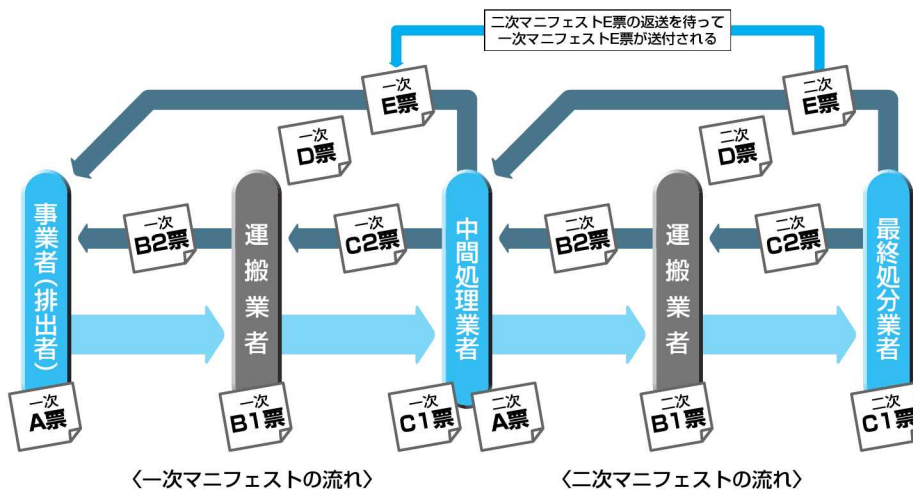 二次マニフェストE票の返送を待って
一次マニフェストE票が送付される
一次
E票
二次
E票
一次
D票
二次
D票
事業者(排出者)
一次
B2票
運搬業者
一次
C2票
中間処理業者
二次
B2票
運搬業者
二次
C2票
最終処分業者
一次
A票
一次
B1票
一次
C1票
二次
A票
二次
B1票
二次
C1票
〈一次マニフェストの流れ〉
〈二次マニフェストの流れ〉